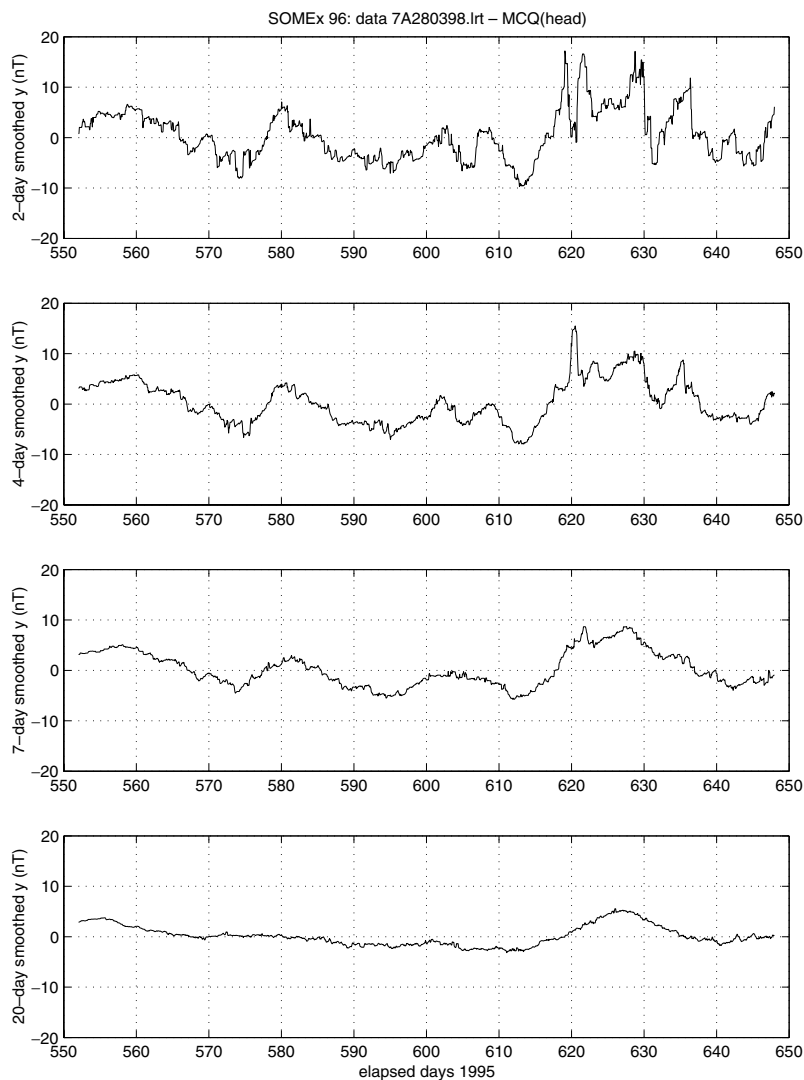 SOMEx 96: data 7A280398.lrt – MCQ(head)
2–day smoothed y (nT)
20
10
0
−10
−20
550 560 570 580 590 600 610 620 630 640 650
4–day smoothed y (nT)
20
10
0
−10
−20
550 560 570 580 590 600 610 620 630 640 650
7–day smoothed y (nT)
20
10
0
−10
−20
550 560 570 580 590 600 610 620 630 640 650
20–day smoothed y (nT)
20
10
0
−10
−20
550 560 570 580 590 600 610 620 630 640 650
elapsed days 1995